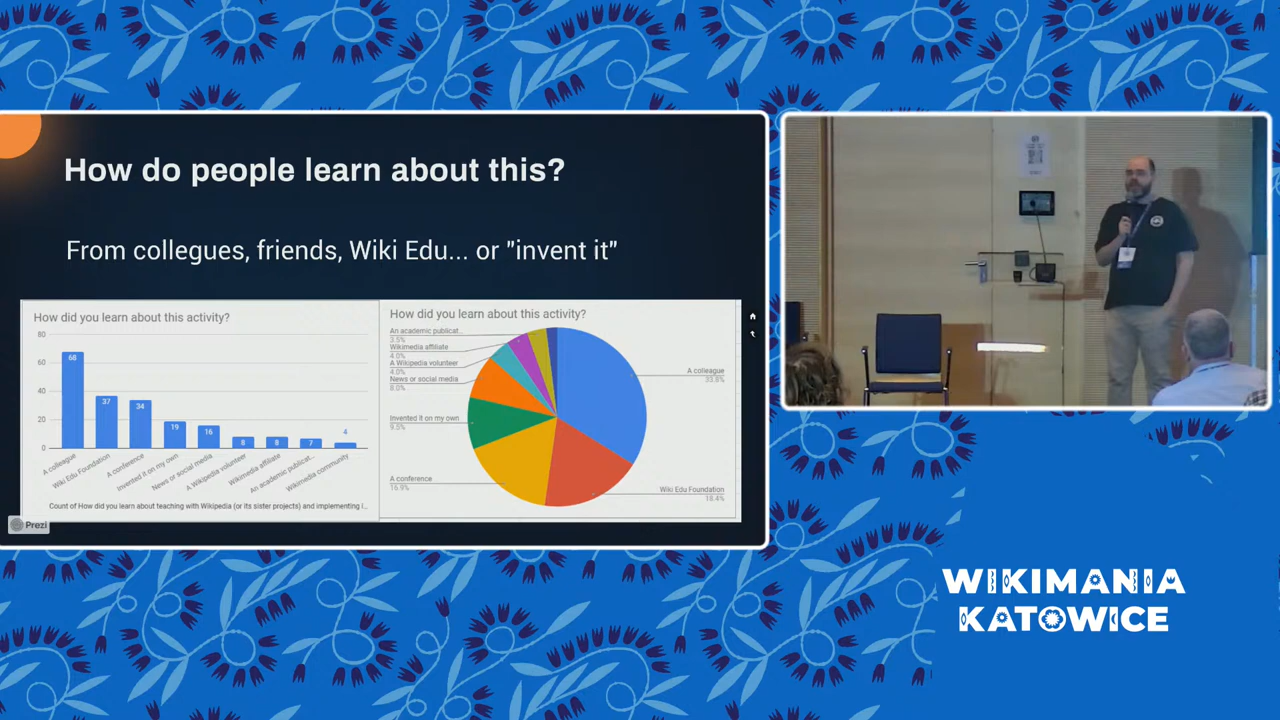 How do people learn about this?
From collegues, friends, Wiki Edu... or "invent it"
How did you learn about this activity?
80
60
40
20
0
68
37
34
19
16
8
8
7
4
A colleague
Wiki Edu Foundation
A conference
Invented it on my own
News or social media
A Wikipedia volunteer
Wikimedia affiliate
An academic publicat...
Wikimedia community
Count of How did you learn about teaching with Wikipedia (or its sister projects) and implementing i...
How did you learn about this activity?
An academic publicat...
3.5%
Wikimedia affiliate
4.0%
A Wikipedia volunteer
4.0%
News or social media
8.0%
Invented it on my own
9.5%
A conference
16.9%
A colleague
33.8%
Wiki Edu Foundation
18.4%
Prezi
WIKIMANIA
KATOWICE